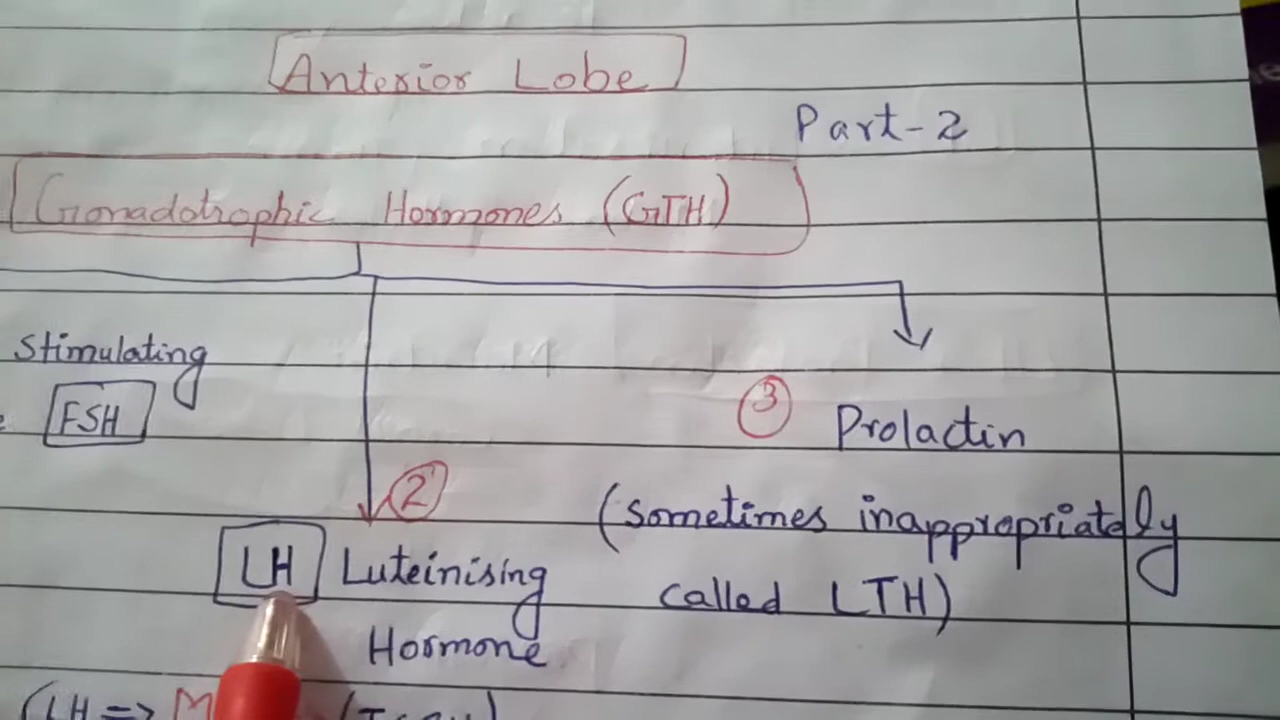 Anterior Lobe
Part-2
Gonadotrophic Hormones (GTH)
Stimulating
FSH
3 Prolactin
2
(sometimes inappropriately
called LTH)
LH Luteinising
Hormone
(LH => M